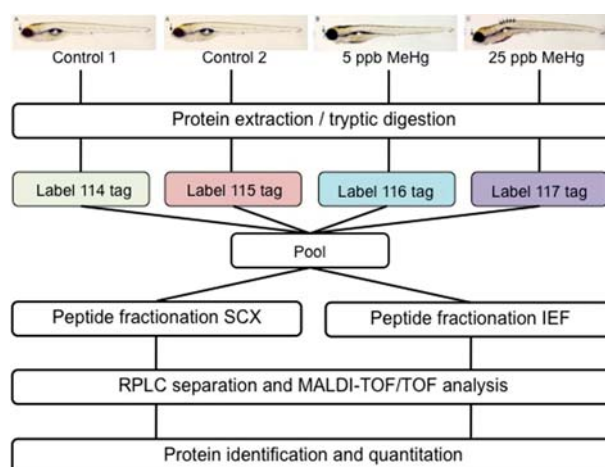 Control 1
Control 2
5 ppb MeHg
25 ppb MeHg
Protein extraction / tryptic digestion
Label 114 tag
Label 115 tag
Label 116 tag
Label 117 tag
Pool
Peptide fractionation SCX
Peptide fractionation IEF
RPLC separation and MALDI-TOF/TOF analysis
Protein identification and quantitation